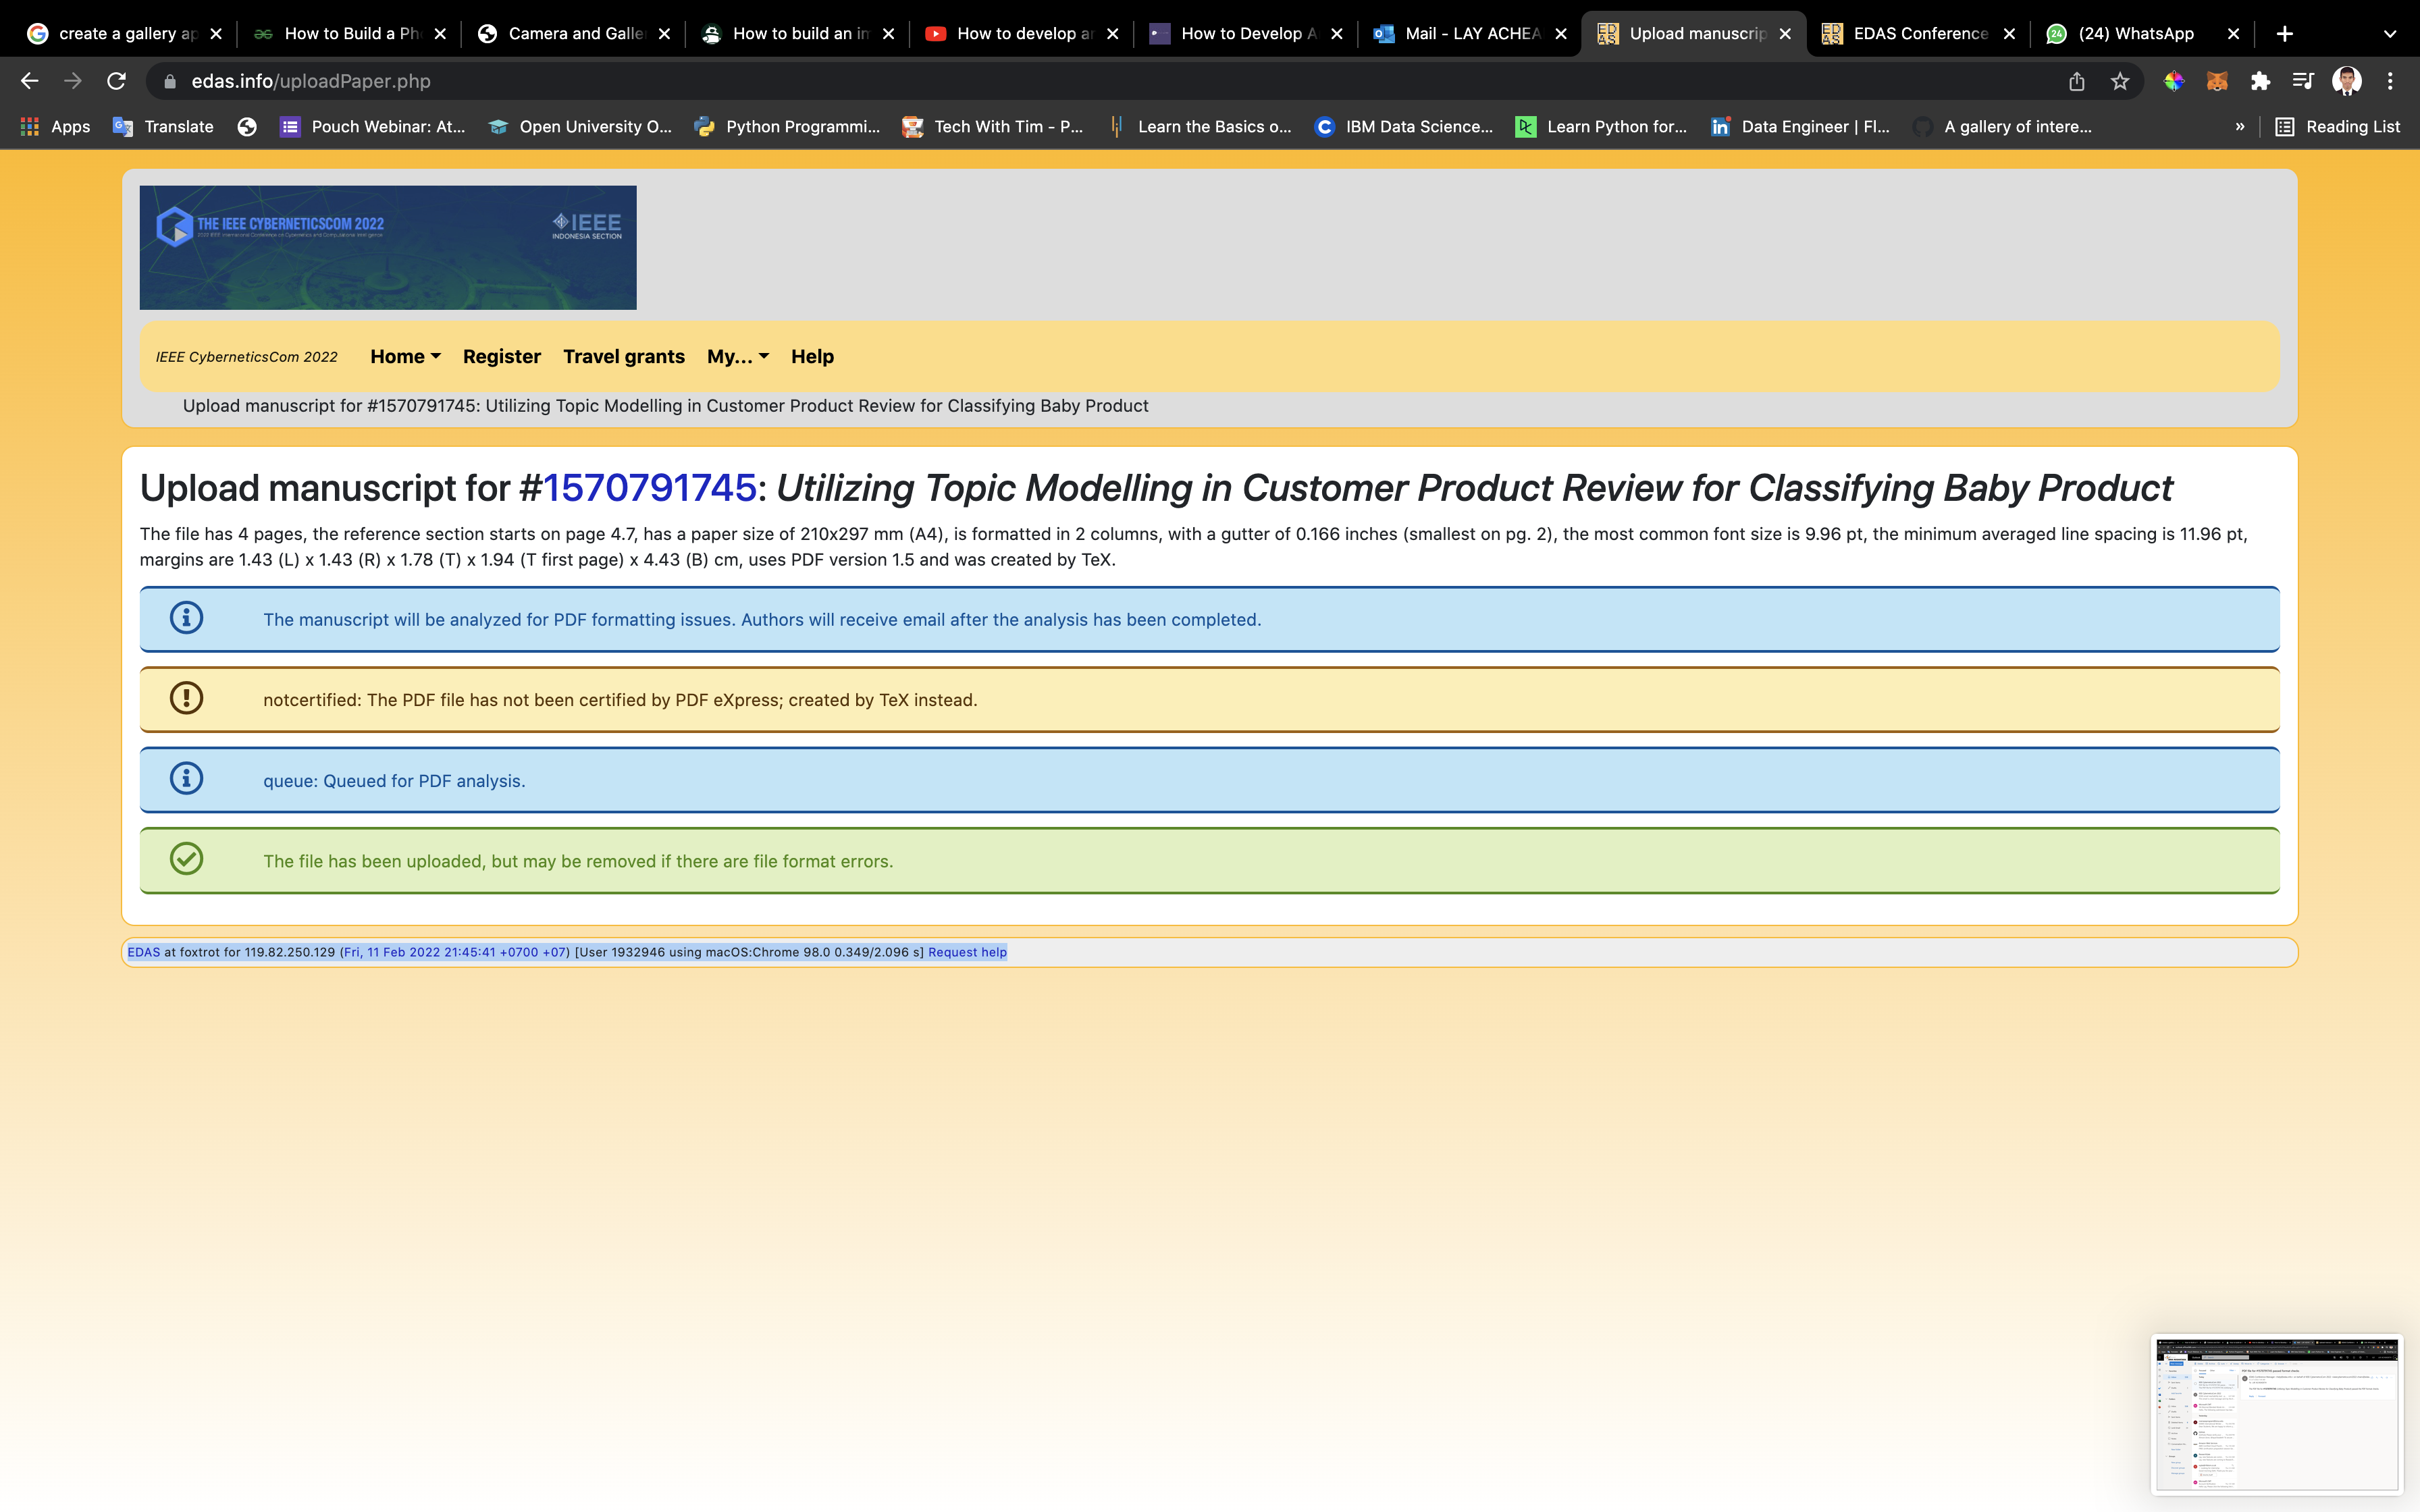 create a gallery ap
How to Build a Ph
Camera and Galle
How to build an im
How to develop an
How to Develop A
Mail - LAY ACHEA
Upload manuscrip
EDAS Conference
(24) WhatsApp
edas.info/uploadPaper.php
Apps
Translate
Pouch Webinar: At...
Open University O...
Python Programmi...
Tech With Tim - P...
Learn the Basics o...
IBM Data Science...
Learn Python for...
Data Engineer | Fl...
A gallery of intere...
»
Reading List
THE IEEE CYBERNETICSCOM 2022
2022 IEEE International Conference on Cybernetics and Computational Intelligence
IEEE
INDONESIA SECTION
IEEE CyberneticsCom 2022 Home Register Travel grants My... Help
Upload manuscript for #1570791745: Utilizing Topic Modelling in Customer Product Review for Classifying Baby Product
Upload manuscript for #1570791745: Utilizing Topic Modelling in Customer Product Review for Classifying Baby Product
The file has 4 pages, the reference section starts on page 4.7, has a paper size of 210x297 mm (A4), is formatted in 2 columns, with a gutter of 0.166 inches (smallest on pg. 2), the most common font size is 9.96 pt, the minimum averaged line spacing is 11.96 pt,
margins are 1.43 (L) x 1.43 (R) x 1.78 (T) x 1.94 (T first page) x 4.43 (B) cm, uses PDF version 1.5 and was created by TeX.
The manuscript will be analyzed for PDF formatting issues. Authors will receive email after the analysis has been completed.
notcertified: The PDF file has not been certified by PDF eXpress; created by TeX instead.
queue: Queued for PDF analysis.
The file has been uploaded, but may be removed if there are file format errors.
EDAS at foxtrot for 119.82.250.129 (Fri, 11 Feb 2022 21:45:41 +0700 +07) [User 1932946 using macOS:Chrome 98.0 0.349/2.096 s] Request help